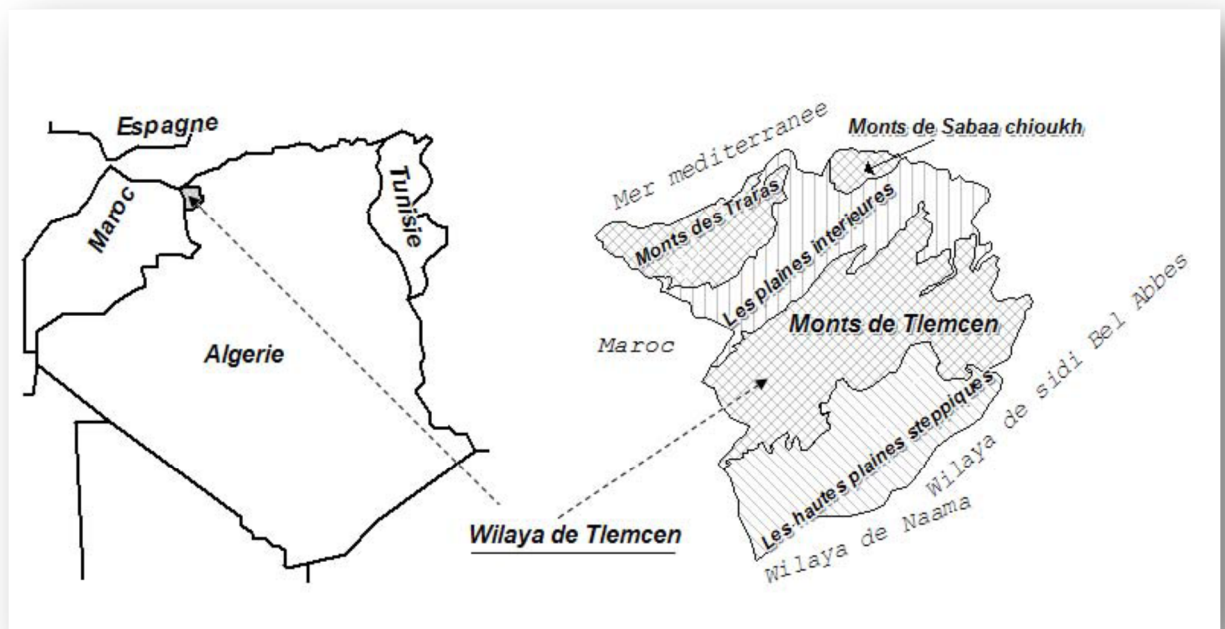 Espagne
Maroc
Tunisie
Algerie
Wilaya de Tlemcen
Mer mediterranee
Monts de Sabaa chioukh
Monts des Traras
Les plaines interieures
Monts de Tlemcen
Maroc
Les hautes plaines steppiques
Wilaya de sidi Bel Abbes
Wilaya de Naama